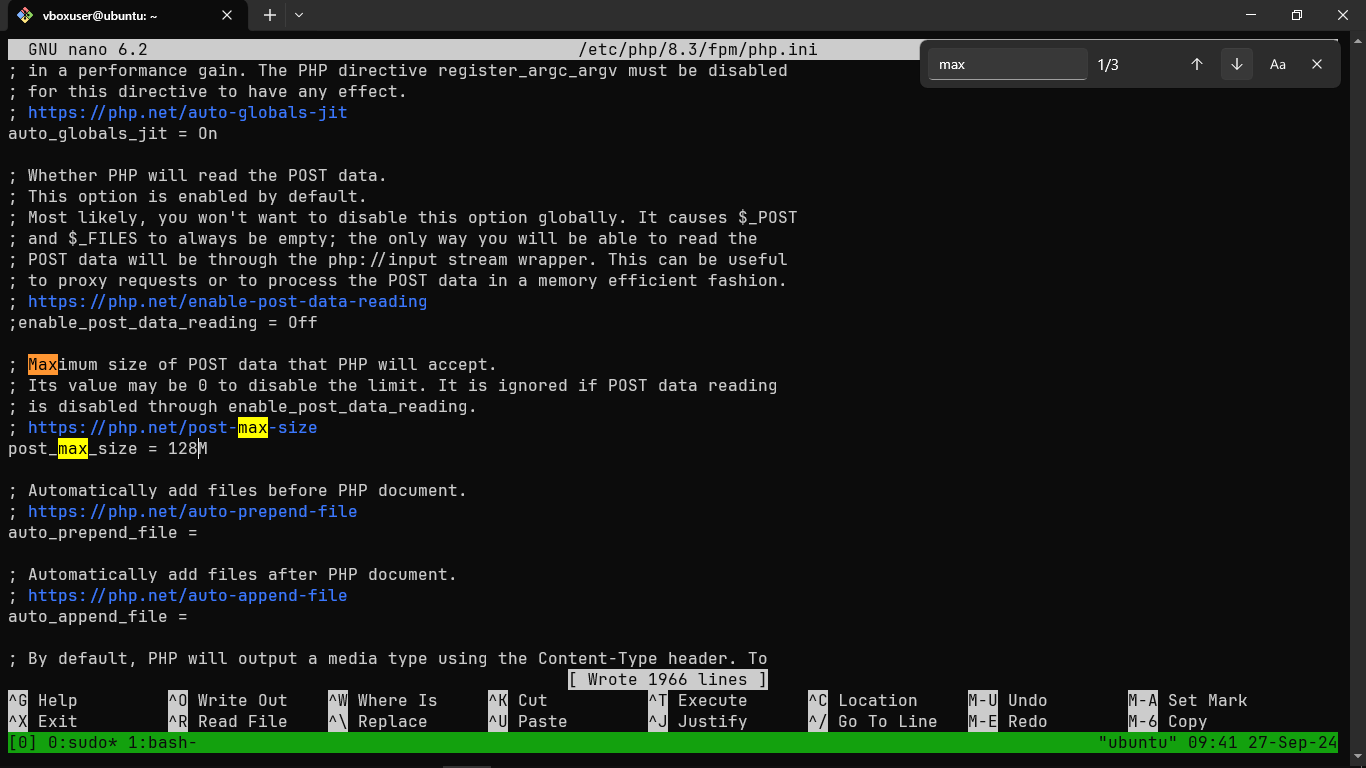 vboxuser@ubuntu: ~
GNU nano 6.2 /etc/php/8.3/fpm/php.ini
max 1/3 Aa
; in a performance gain. The PHP directive register_argc_argv must be disabled
; for this directive to have any effect.
; https://php.net/auto-globals-jit
auto_globals_jit = On
; Whether PHP will read the POST data.
; This option is enabled by default.
; Most likely, you won't want to disable this option globally. It causes $_POST
; and $_FILES to always be empty; the only way you will be able to read the
; POST data will be through the php://input stream wrapper. This can be useful
; to proxy requests or to process the POST data in a memory efficient fashion.
; https://php.net/enable-post-data-reading
;enable_post_data_reading = Off
; Maximum size of POST data that PHP will accept.
; Its value may be 0 to disable the limit. It is ignored if POST data reading
; is disabled through enable_post_data_reading.
; https://php.net/post-max-size
post_max_size = 128M
; Automatically add files before PHP document.
; https://php.net/auto-prepend-file
auto_prepend_file =
; Automatically add files after PHP document.
; https://php.net/auto-append-file
auto_append_file =
; By default, PHP will output a media type using the Content-Type header. To
[ Wrote 1966 lines ]
^G Help ^O Write Out ^W Where Is ^K Cut ^T Execute ^C Location M-U Undo M-A Set Mark
^X Exit ^R Read File ^\ Replace ^U Paste ^J Justify ^/ Go To Line M-E Redo M-6 Copy
[0] 0:sudo* 1:bash- "ubuntu" 09:41 27-Sep-24